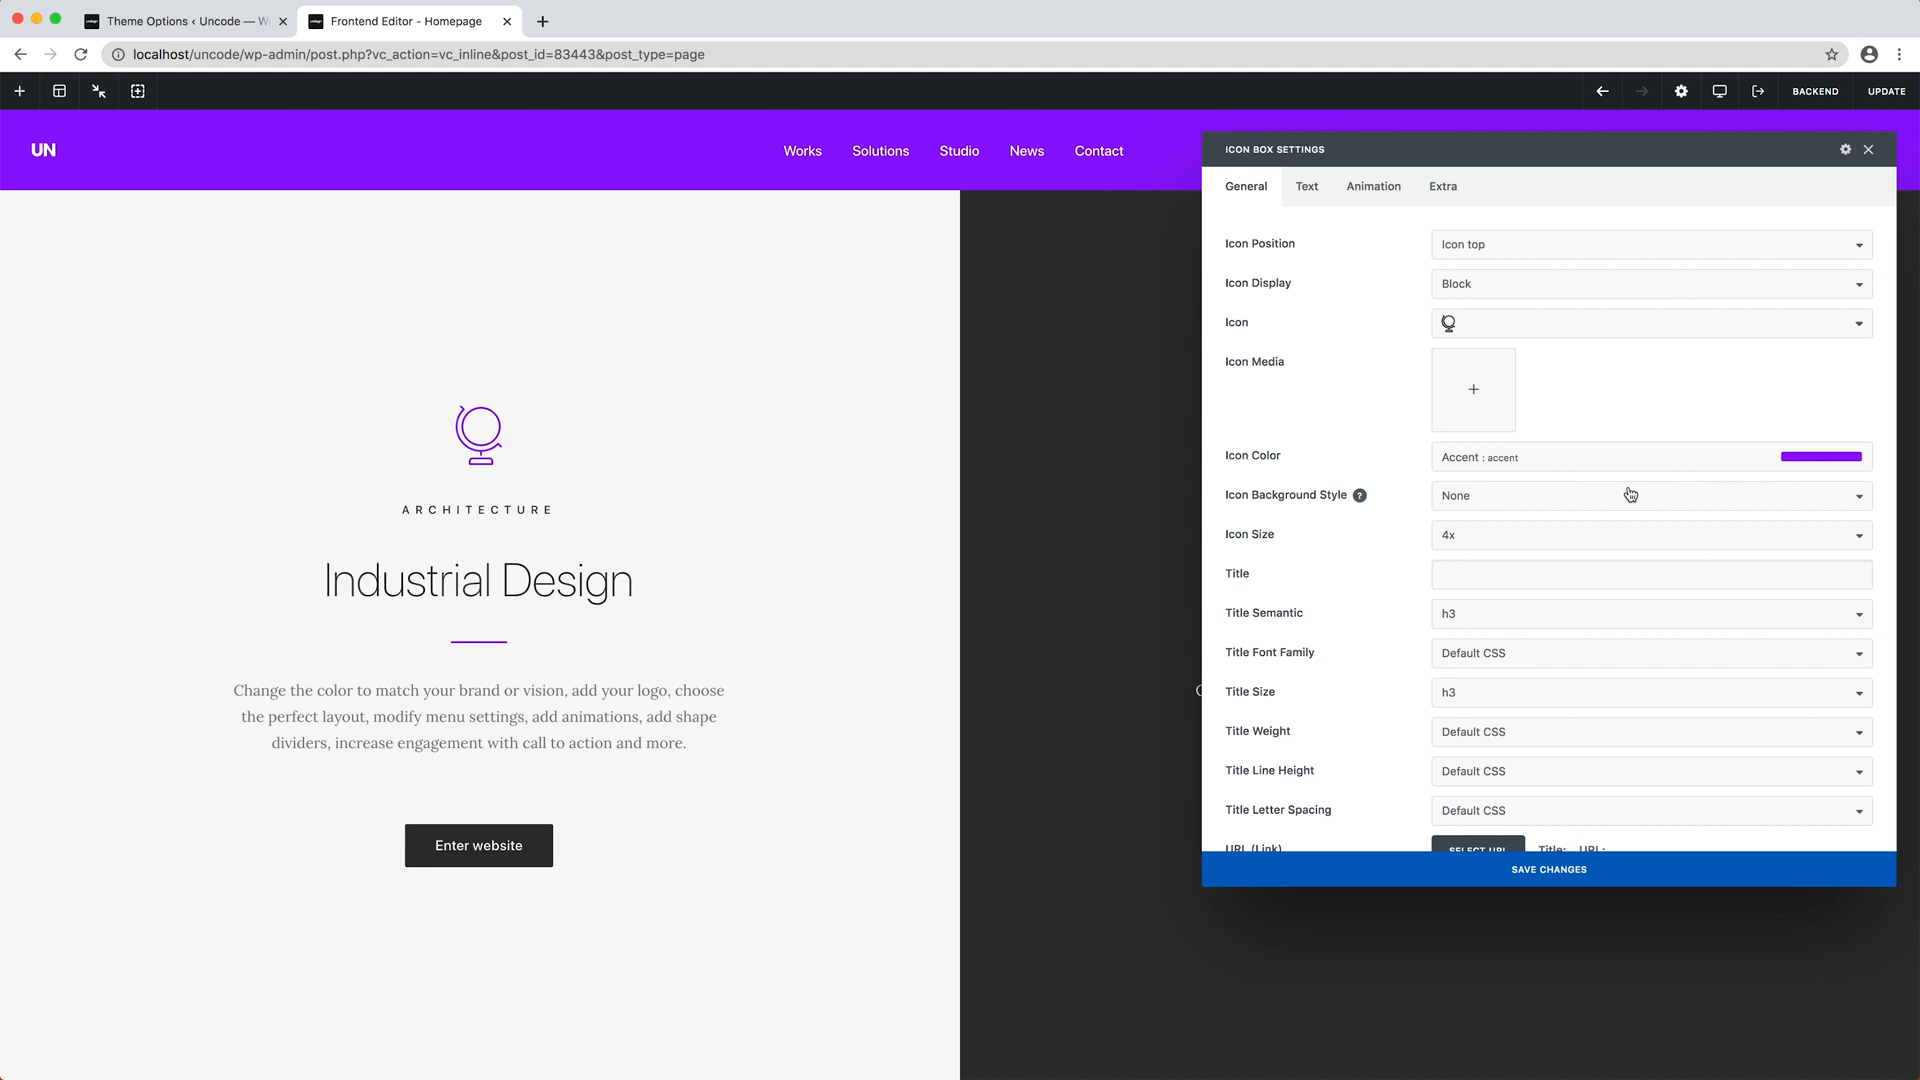 Theme Options ‹ Uncode — W
Frontend Editor - Homepage
localhost/uncode/wp-admin/post.php?vc_action=vc_inline&post_id=83443&post_type=page
BACKEND
UPDATE
UN
Works
Solutions
Studio
News
Contact
ARCHITECTURE
Industrial Design
Change the color to match your brand or vision, add your logo, choose
the perfect layout, modify menu settings, add animations, add shape
dividers, increase engagement with call to action and more.
Enter website
ICON BOX SETTINGS
General
Text
Animation
Extra
Icon Position
Icon top
Icon Display
Block
Icon
Icon Media
+
Icon Color
Accent : accent
Icon Background Style ?
None
Icon Size
4x
Title
Title Semantic
h3
Title Font Family
Default CSS
Title Size
h3
Title Weight
Default CSS
Title Line Height
Default CSS
Title Letter Spacing
Default CSS
URL (Link)
SELECT URL
Title: URL:
SAVE CHANGES